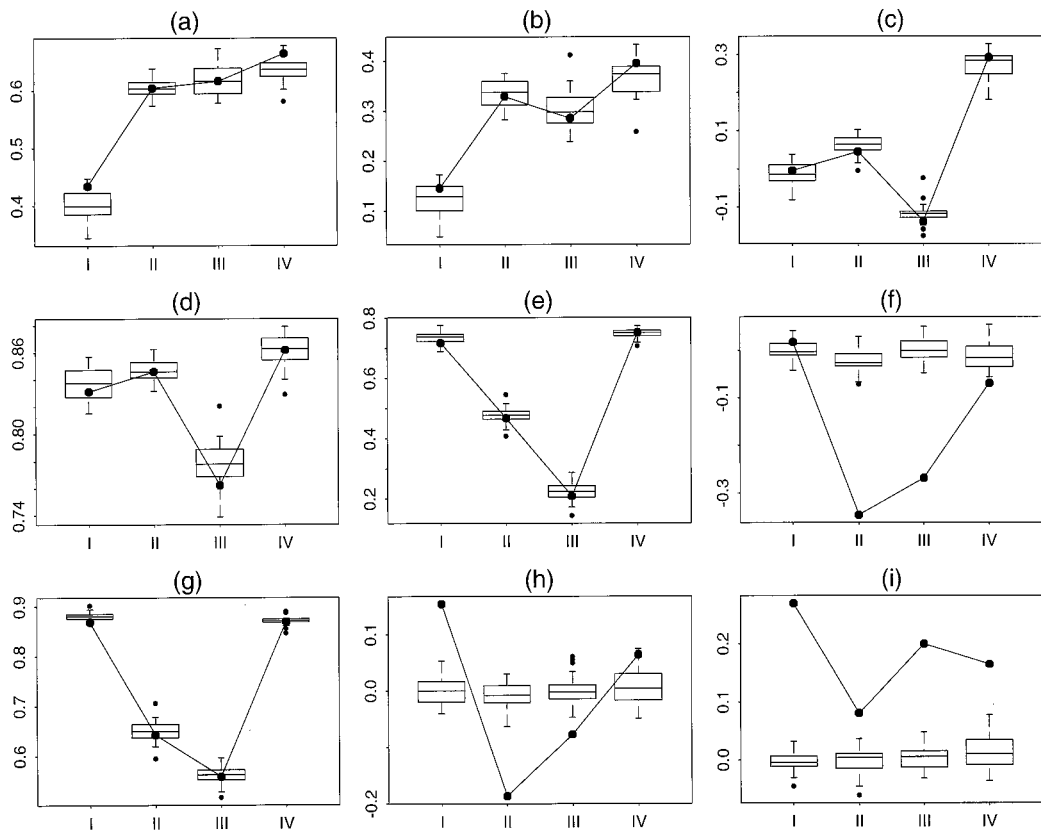 (a)
0.4 0.5 0.6
I II III IV
(b)
0.1 0.2 0.3 0.4
I II III IV
(c)
-0.1 0.1 0.3
I II III IV
(d)
0.74 0.80 0.86
I II III IV
(e)
0.2 0.4 0.6 0.8
I II III IV
(f)
-0.3 -0.1
I II III IV
(g)
0.6 0.7 0.8 0.9
I II III IV
(h)
-0.2 0.0 0.1
I II III IV
(i)
0.0 0.1 0.2
I II III IV